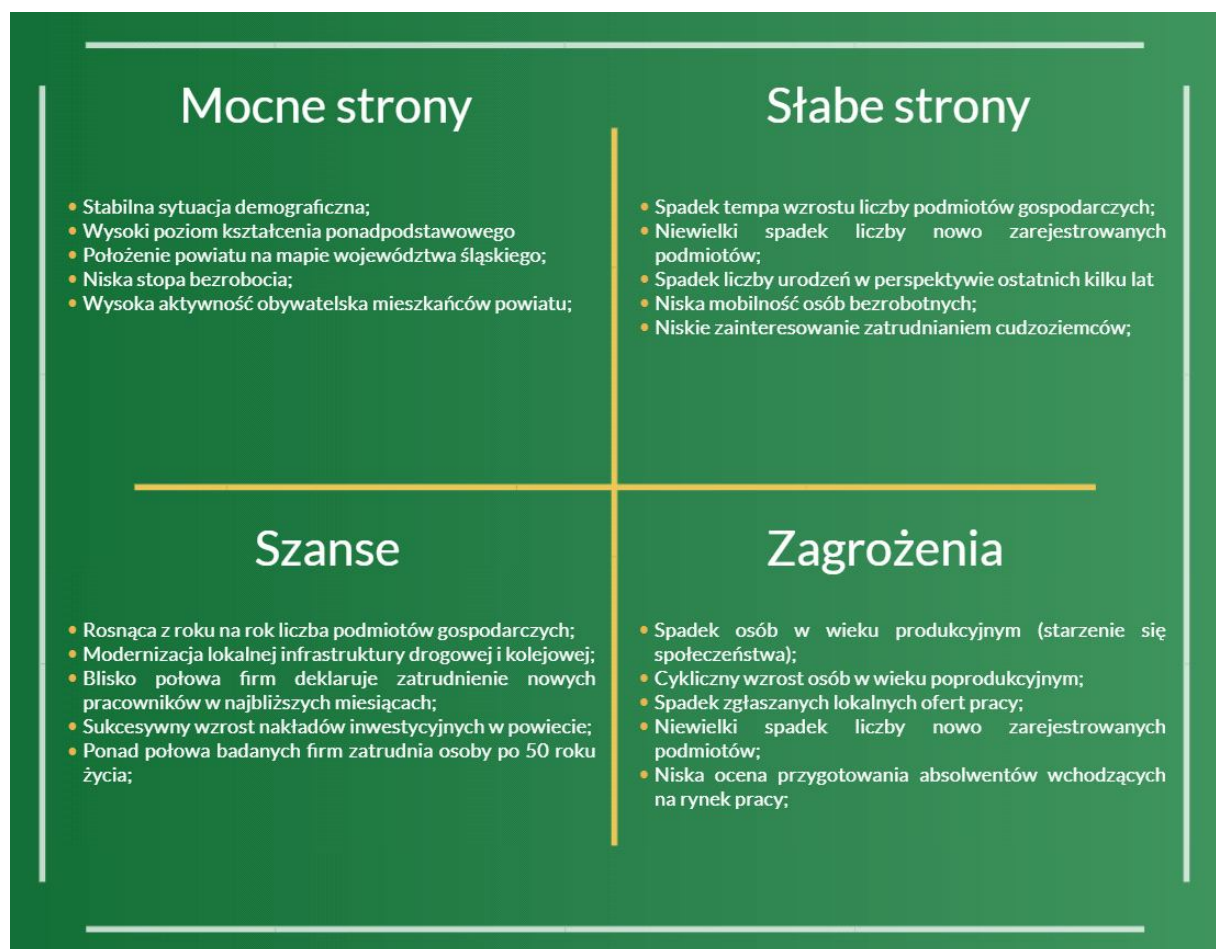 Mocne strony
• Stabilna sytuacja demograficzna;
• Wysoki poziom kształcenia ponadpodstawowego
• Położenie powiatu na mapie województwa śląskiego;
• Niska stopa bezrobocia;
• Wysoka aktywność obywatelska mieszkańców powiatu;
Słabe strony
• Spadek tempa wzrostu liczby podmiotów gospodarczych;
• Niewielki spadek liczby nowo zarejestrowanych
podmiotów;
• Spadek liczby urodzeń w perspektywie ostatnich kilku lat
• Niska mobilność osób bezrobotnych;
• Niskie zainteresowanie zatrudnianiem cudzoziemców;
Szanse
• Rosnąca z roku na rok liczba podmiotów gospodarczych;
• Modernizacja lokalnej infrastruktury drogowej i kolejowej;
• Blisko połowa firm deklaruje zatrudnienie nowych
pracowników w najbliższych miesiącach;
• Sukcesywny wzrost nakładów inwestycyjnych w powiecie;
• Ponad połowa badanych firm zatrudnia osoby po 50 roku
życia;
Zagrożenia
• Spadek osób w wieku produkcyjnym (starzenie się
społeczeństwa);
• Cykliczny wzrost osób w wieku poprodukcyjnym;
• Spadek zgłaszanych lokalnych ofert pracy;
• Niewielki spadek liczby nowo zarejestrowanych
podmiotów;
• Niska ocena przygotowania absolwentów wchodzących
na rynek pracy;